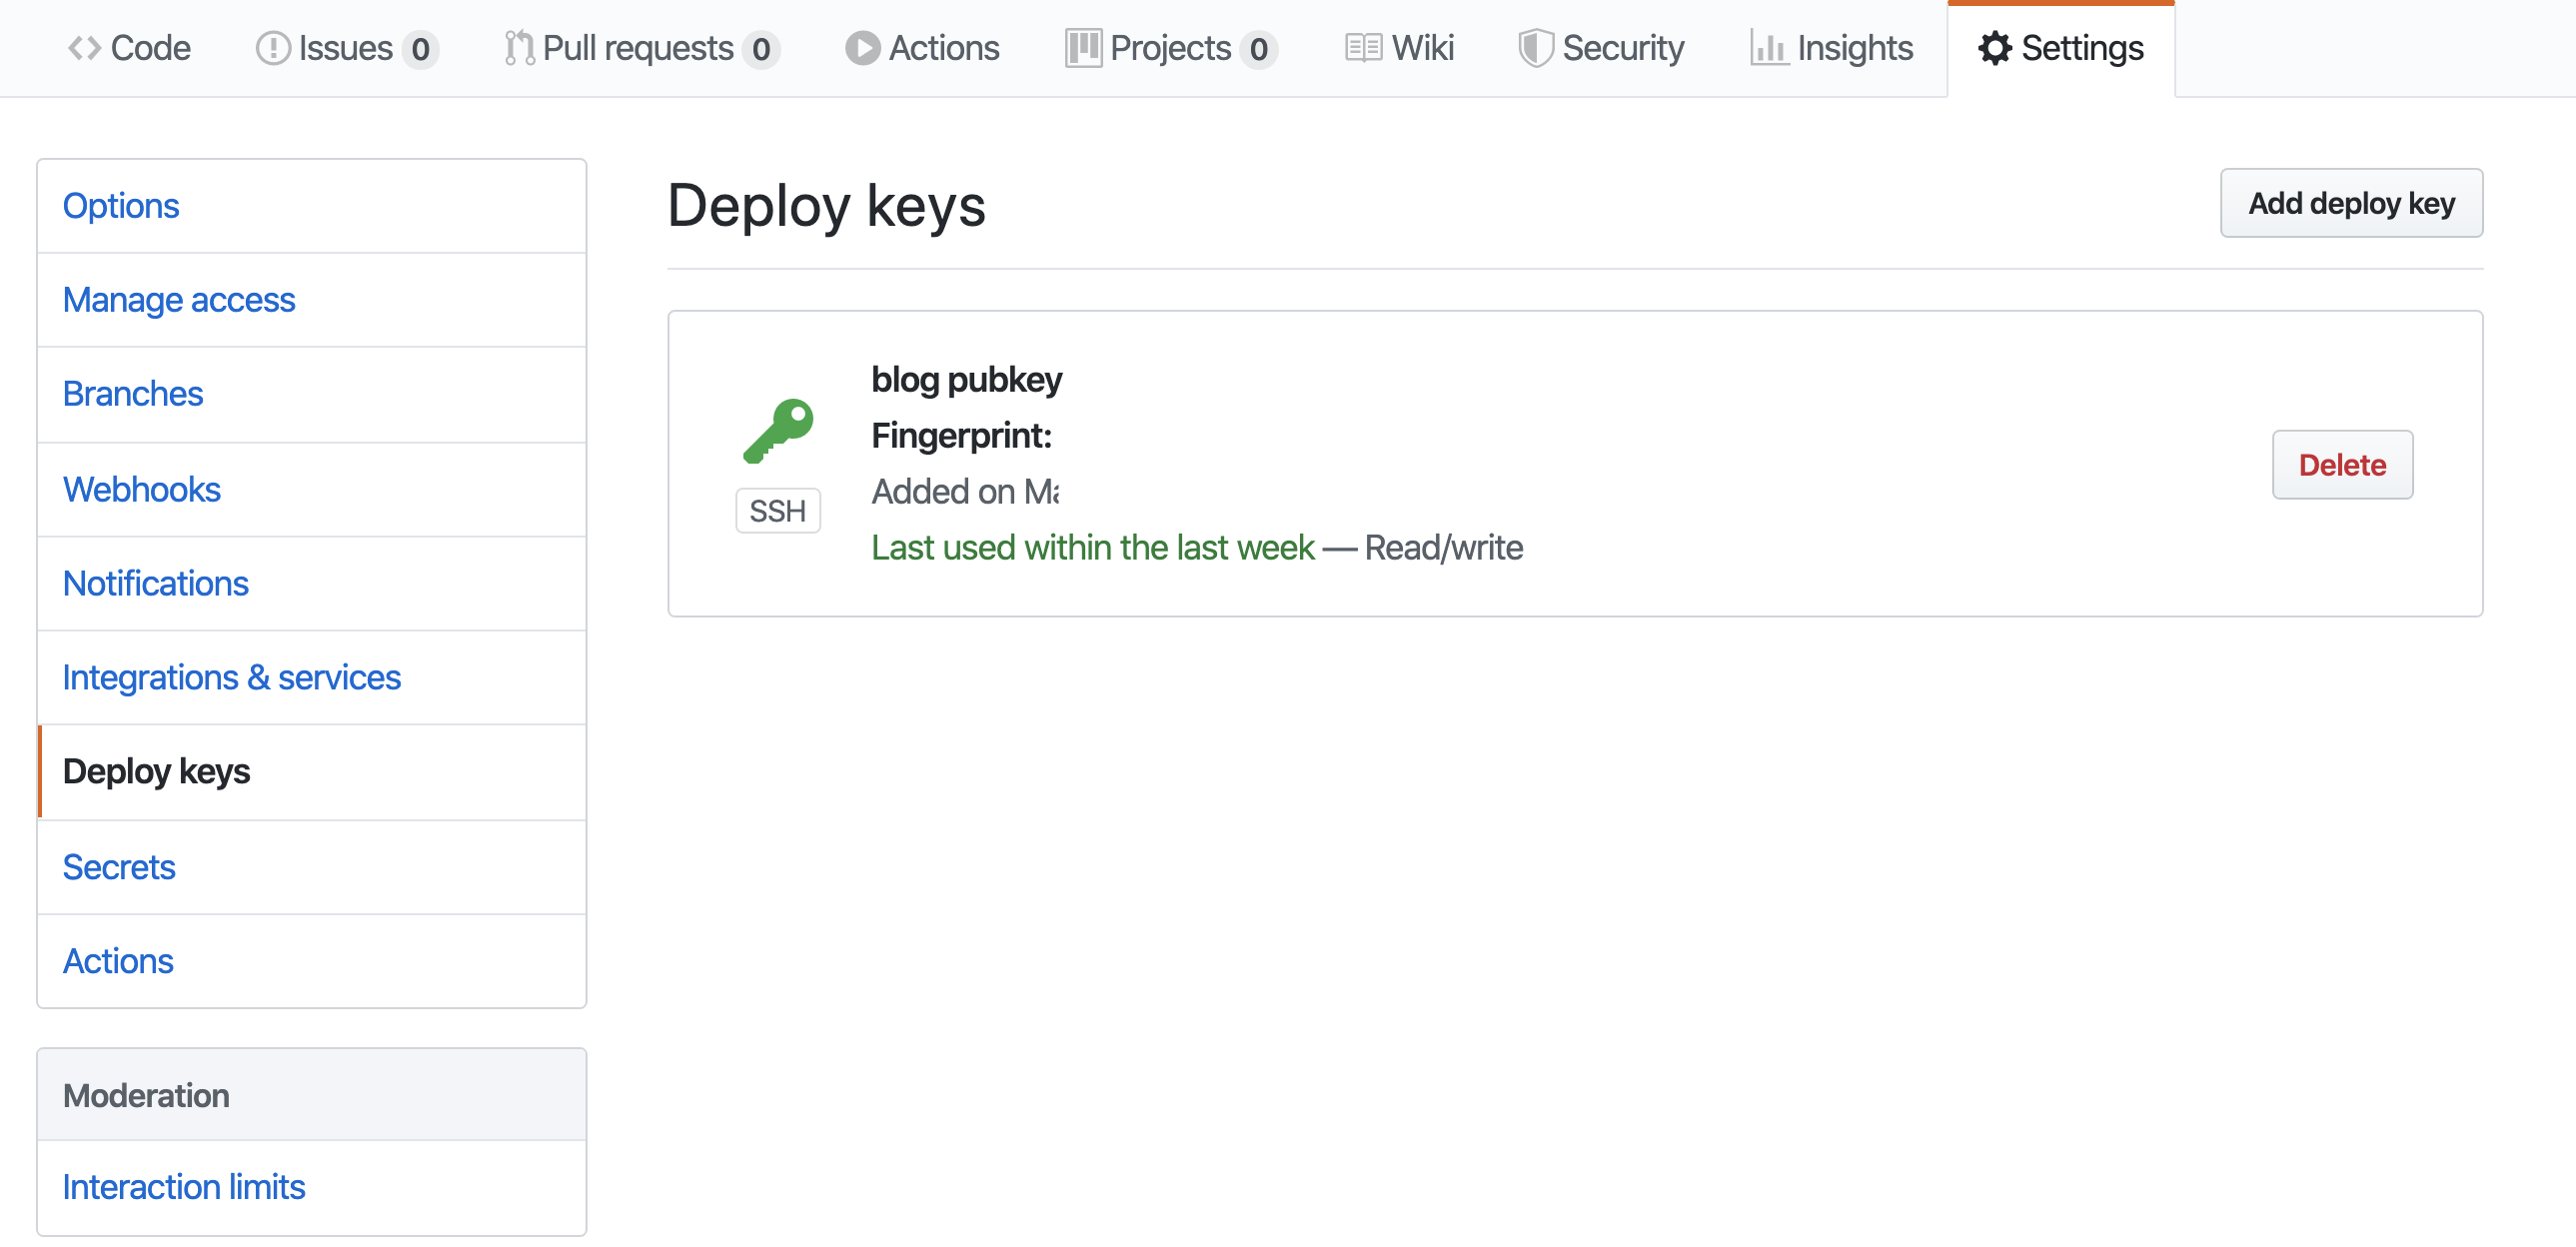 Code Issues 0 Pull requests 0 Actions Projects 0 Wiki Security Insights Settings
Options
Manage access
Branches
Webhooks
Notifications
Integrations & services
Deploy keys
Secrets
Actions
Moderation
Interaction limits
Deploy keys
Add deploy key
SSH
blog pubkey
Fingerprint:
Added on
Last used within the last week — Read/write
Delete